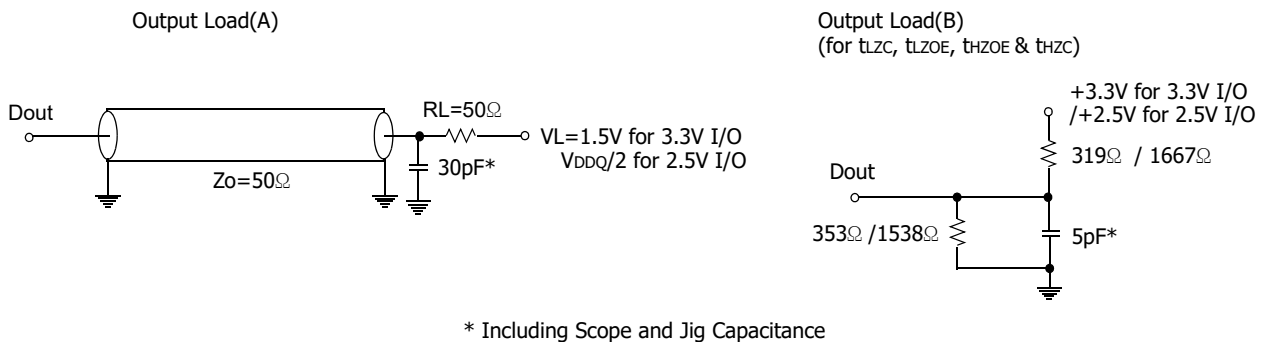 Output Load(A)
Dout
RL=50Ω
VL=1.5V for 3.3V I/O
VDDQ/2 for 2.5V I/O
30pF*
Zo=50Ω
Output Load(B)
(for tLZC, tLZOE, tHZOE & tHZC)
+3.3V for 3.3V I/O
/+2.5V for 2.5V I/O
319Ω / 1667Ω
Dout
353Ω /1538Ω
5pF*
* Including Scope and Jig Capacitance